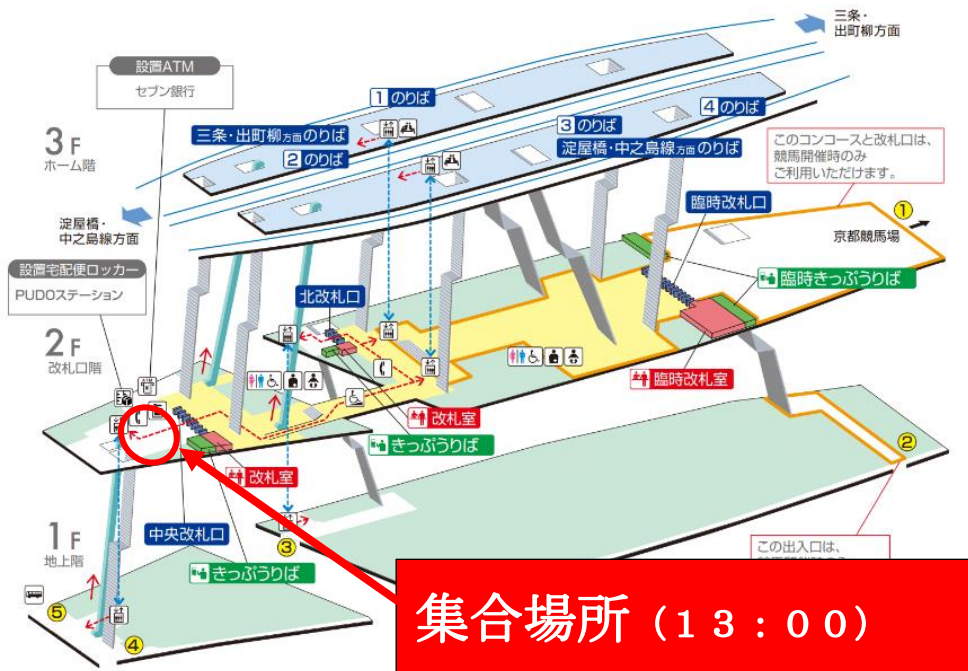 三条・
出町柳方面
設置ATM
セブン銀行
1 のりば
3F
ホーム階
三条・出町柳方面のりば
2 のりば
3 のりば
4 のりば
淀屋橋・中之島線方面のりば
このコンコースと改札口は、
競馬開催時のみ
ご利用いただけます。
淀屋橋・
中之島線方面
臨時改札口
①
京都競馬場
設置宅配便ロッカー
PUDOステーション
北改札口
臨時きっぷうりば
2F
改札口階
臨時改札室
改札室
きっぷうりば
②
改札室
1F
地上階
中央改札口
③
きっぷうりば
この出入口は、
⑤
④
集合場所（13：00）